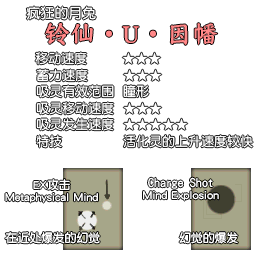 疯狂的月兔
铃仙·U·因幡
移动速度 ☆☆☆
蓄力速度 ☆☆☆
吸灵有效范围 瞳形
吸灵移动速度 ☆☆☆
吸灵发生速度 ☆☆☆☆☆
特技 活化灵的上升速度较快
EX攻击
Metaphysical Mind
在近处爆发的幻觉
Charge Shot
Mind Explosion
幻觉的爆发